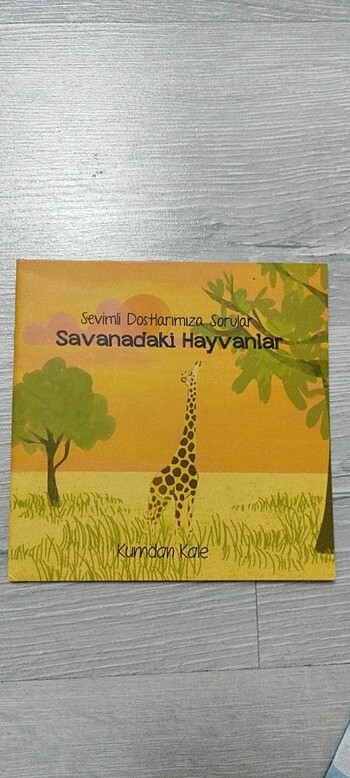 Sevimli Dostlarımıza Sorular
Savanadaki Hayvanlar
Kumdan Kale